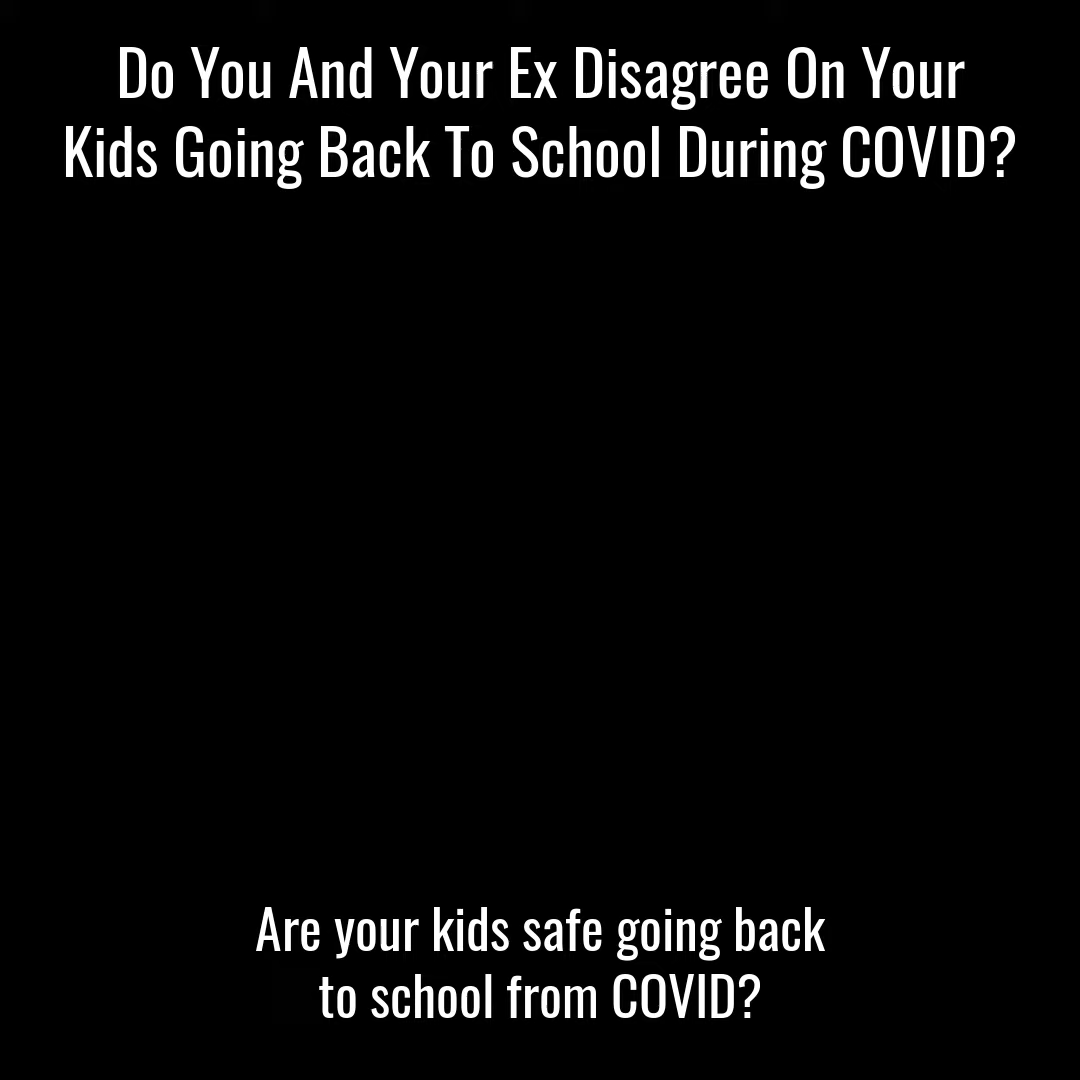 Do You And Your Ex Disagree On Your
Kids Going Back To School During COVID?
Are your kids safe going back
to school from COVID?